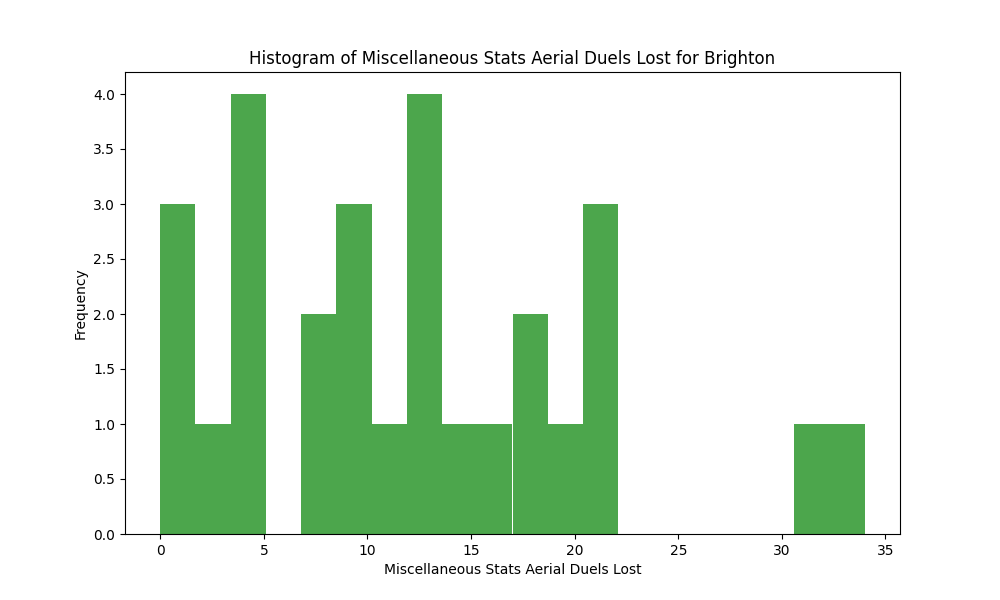 Histogram of Miscellaneous Stats Aerial Duels Lost for Brighton
4.0
3.5
3.0
2.5
2.0
1.5
1.0
0.5
0.0
Frequency
0 5 10 15 20 25 30 35
Miscellaneous Stats Aerial Duels Lost